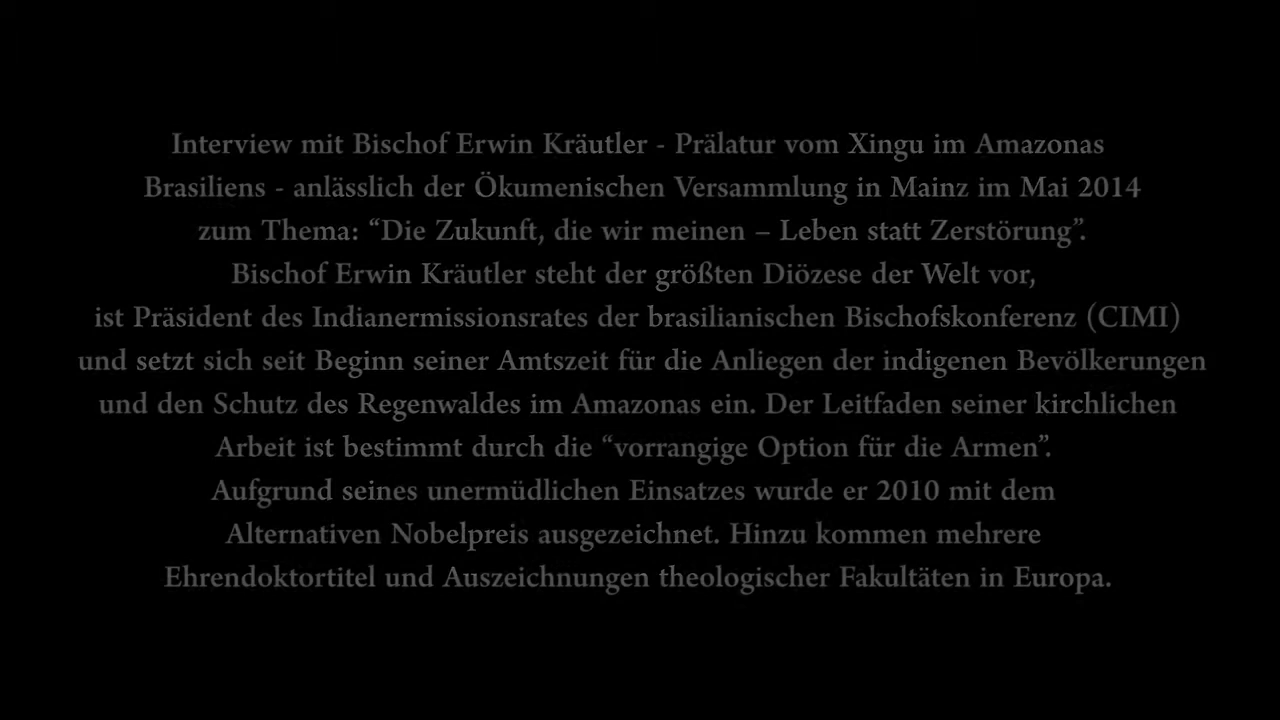 Interview mit Bischof Erwin Kräutler - Prälatur vom Xingu im Amazonas
Brasiliens - anlässlich der Ökumenischen Versammlung in Mainz im Mai 2014
zum Thema: “Die Zukunft, die wir meinen – Leben statt Zerstörung”.
Bischof Erwin Kräutler steht der größten Diözese der Welt vor,
ist Präsident des Indianermissionsrates der brasilianischen Bischofskonferenz (CIMI)
und setzt sich seit Beginn seiner Amtszeit für die Anliegen der indigenen Bevölkerungen
und den Schutz des Regenwaldes im Amazonas ein. Der Leitfaden seiner kirchlichen
Arbeit ist bestimmt durch die “vorrangige Option für die Armen”.
Aufgrund seines unermüdlichen Einsatzes wurde er 2010 mit dem
Alternativen Nobelpreis ausgezeichnet. Hinzu kommen mehrere
Ehrendoktortitel und Auszeichnungen theologischer Fakultäten in Europa.